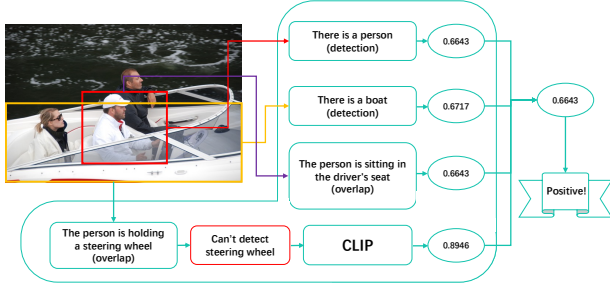 There is a person
(detection)
0.6643
There is a boat
(detection)
0.6717
0.6643
The person is sitting in
the driver's seat
(overlap)
0.6643
Positive!
The person is holding
a steering wheel
(overlap)
Can't detect
steering wheel
CLIP
0.8946